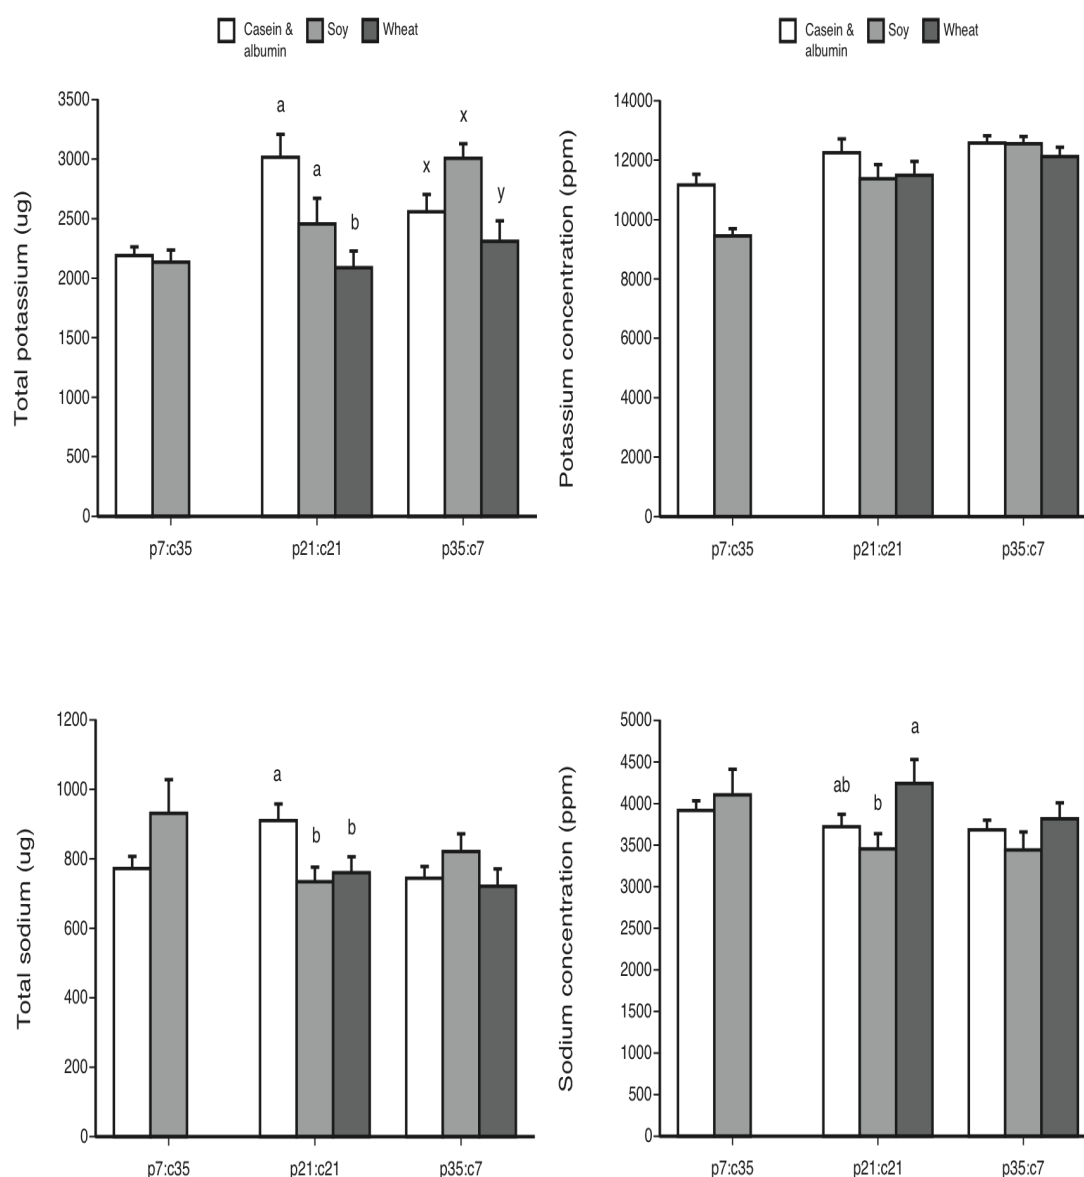 Casein & albumin
Soy
Wheat
Total potassium (ug)
3500
3000
2500
2000
1500
1000
500
0
a
a
b
x
x
y
p7:c35
p21:c21
p35:c7
Casein & albumin
Soy
Wheat
Potassium concentration (ppm)
14000
12000
10000
8000
6000
4000
2000
0
p7:c35
p21:c21
p35:c7
Total sodium (ug)
1200
1000
800
600
400
200
0
a
b
b
p7:c35
p21:c21
p35:c7
Sodium concentration (ppm)
5000
4500
4000
3500
3000
2500
2000
1500
1000
500
0
ab
b
a
p7:c35
p21:c21
p35:c7